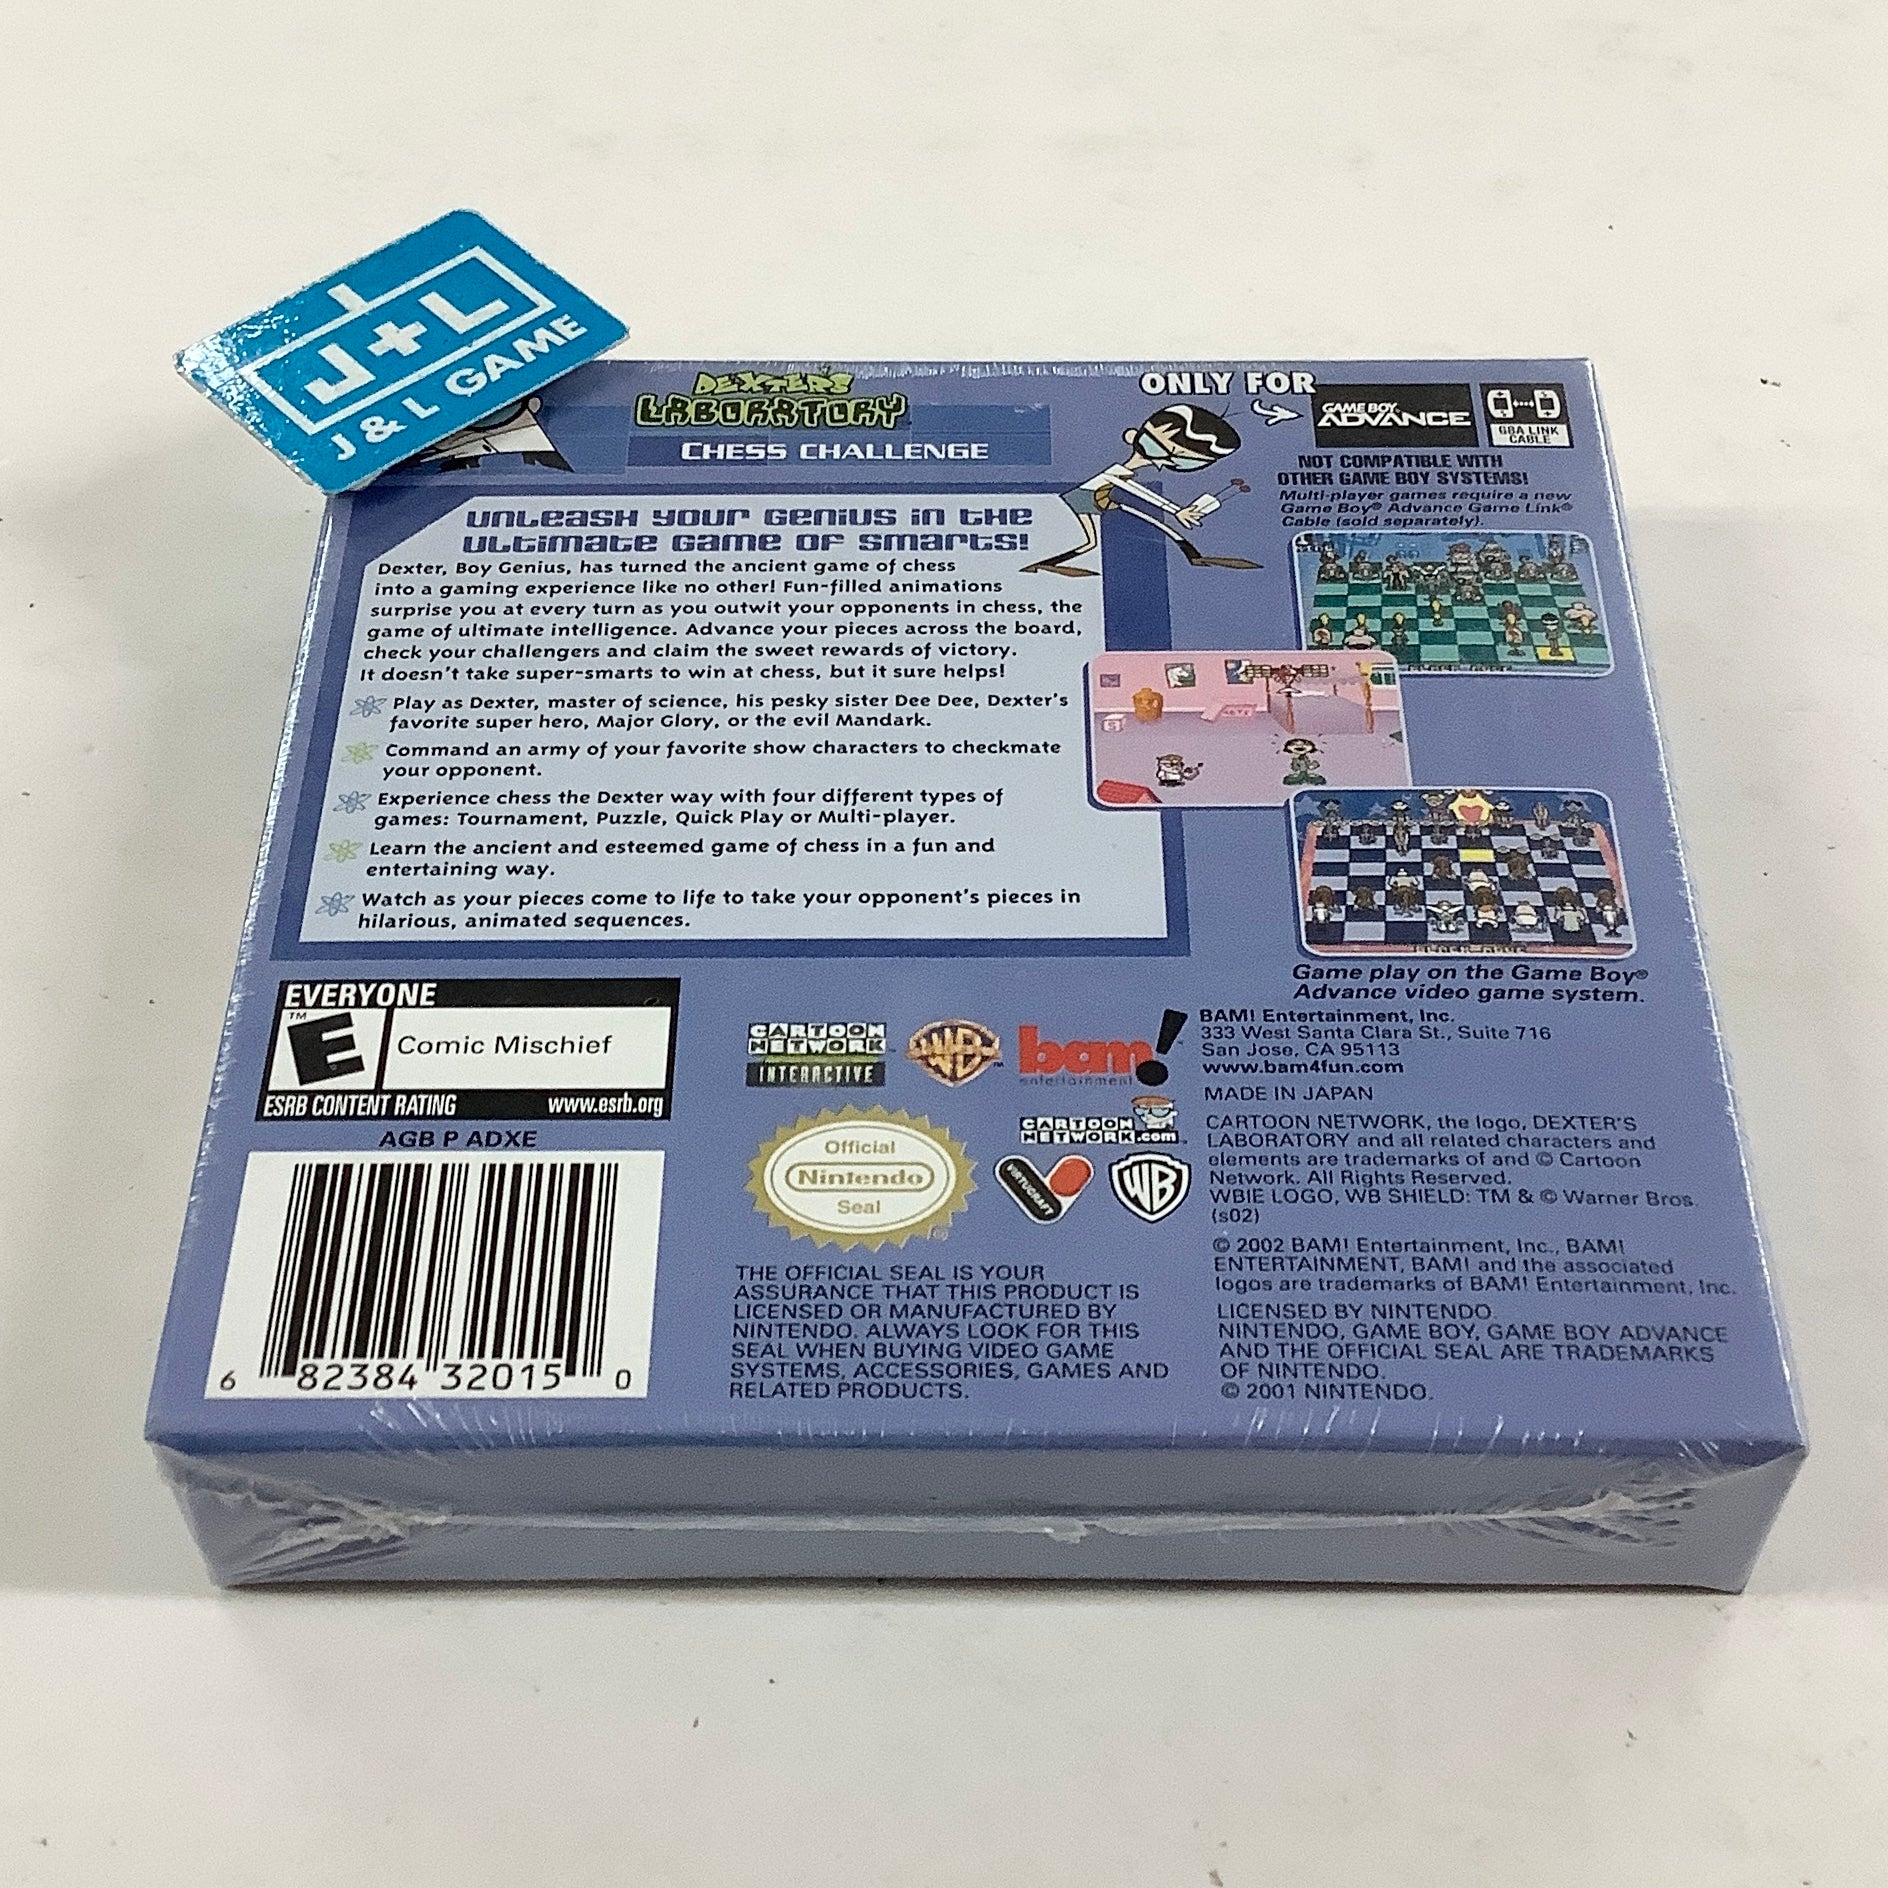 J+L
J & L GAME
DEXTER'S
LABORATORY
CHESS CHALLENGE
ONLY FOR
GAME BOY
ADVANCE
GBA LINK
CABLE
NOT COMPATIBLE WITH
OTHER GAME BOY SYSTEMS!
Multi-player games require a new
Game Boy® Advance Game Link®
Cable (sold separately).
UNLEASH YOUR GENIUS IN THE
ULTIMATE GAME OF SMARTS!
Dexter, Boy Genius, has turned the ancient game of chess
into a gaming experience like no other! Fun-filled animations
surprise you at every turn as you outwit your opponents in chess, the
game of ultimate intelligence. Advance your pieces across the board,
check your challengers and claim the sweet rewards of victory.
It doesn't take super-smarts to win at chess, but it sure helps!
Play as Dexter, master of science, his pesky sister Dee Dee, Dexter's
favorite super hero, Major Glory, or the evil Mandark.
Command an army of your favorite show characters to checkmate
your opponent.
Experience chess the Dexter way with four different types of
games: Tournament, Puzzle, Quick Play or Multi-player.
Learn the ancient and esteemed game of chess in a fun and
entertaining way.
Watch as your pieces come to life to take your opponent's pieces in
hilarious, animated sequences.
Game play on the Game Boy®
Advance video game system.
EVERYONE
E™
Comic Mischief
ESRB CONTENT RATING www.esrb.org
AGB P ADXE
6 82384 32015 0
CARTOON
NETWORK™
INTERACTIVE
WB™
bam!
entertainment
CARTOON
NETWORK.com
VIRTUCRAFT
WB
Official
Nintendo
Seal
THE OFFICIAL SEAL IS YOUR
ASSURANCE THAT THIS PRODUCT IS
LICENSED OR MANUFACTURED BY
NINTENDO. ALWAYS LOOK FOR THIS
SEAL WHEN BUYING VIDEO GAME
SYSTEMS, ACCESSORIES, GAMES AND
RELATED PRODUCTS.
BAM! Entertainment, Inc.
333 West Santa Clara St., Suite 716
San Jose, CA 95113
www.bam4fun.com
MADE IN JAPAN
CARTOON NETWORK, the logo, DEXTER'S
LABORATORY and all related characters and
elements are trademarks of and © Cartoon
Network. All Rights Reserved.
WBIE LOGO, WB SHIELD: TM & © Warner Bros.
(s02)
© 2002 BAM! Entertainment, Inc., BAM!
ENTERTAINMENT, BAM! and the associated
logos are trademarks of BAM! Entertainment, Inc.
LICENSED BY NINTENDO.
NINTENDO, GAME BOY, GAME BOY ADVANCE
AND THE OFFICIAL SEAL ARE TRADEMARKS
OF NINTENDO.
© 2001 NINTENDO.